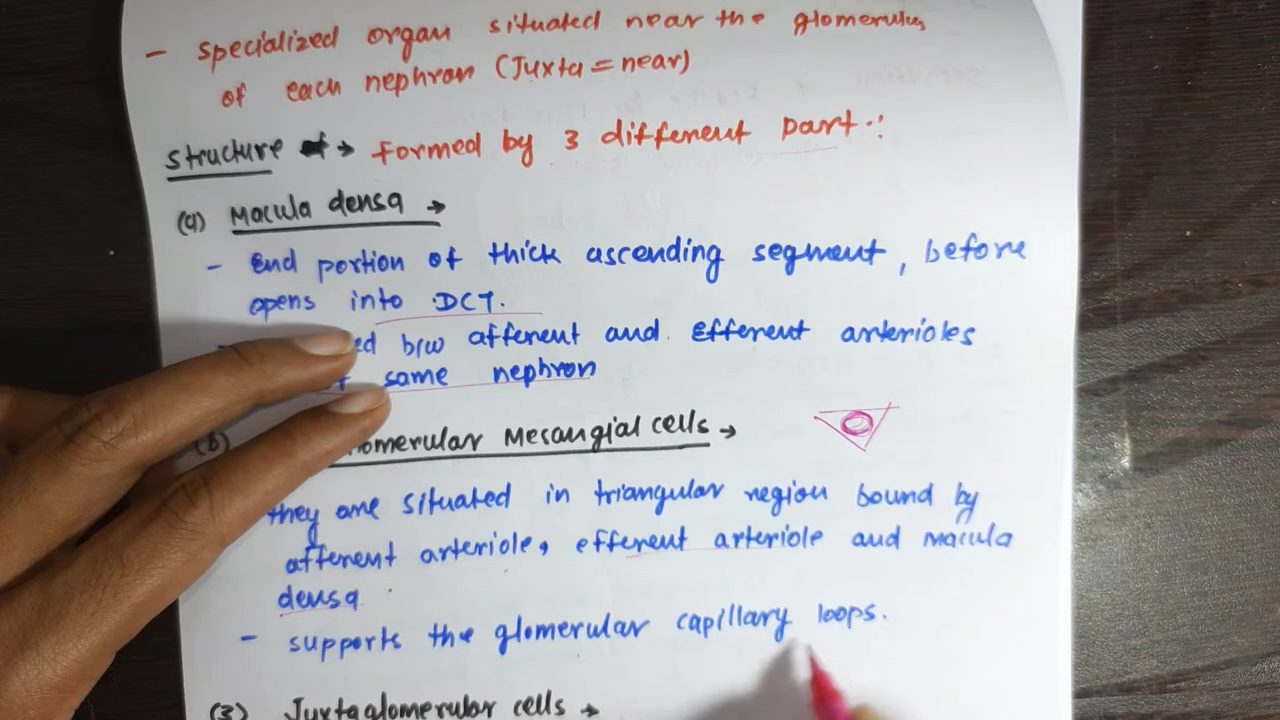 - specialized organ situated near the glomerulus
of each nephron (Juxta = near)
Structure → Formed by 3 different part :
(a) Macula densa →
- End portion of thick ascending segment, before
opens into DCT.
b/w afferent and efferent arterioles
same nephron
(b) Mesangial cells →
they are situated in triangular region bound by
afferent arteriole, efferent arteriole and macula
densa
- supports the glomerular capillary loops.
(3) Juxtaglomerular cells →